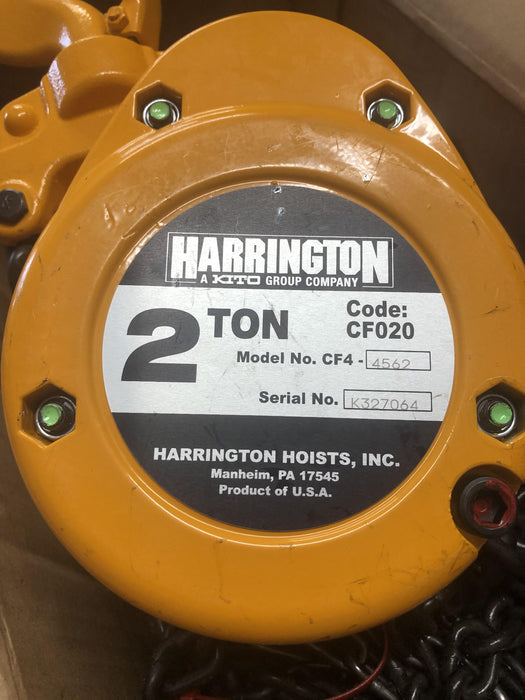 HARRINGTON
A KITO GROUP COMPANY
2 TON
Code:
CF020
Model No. CF4 - 4562
Serial No. K327064
HARRINGTON HOISTS, INC.
Manheim, PA 17545
Product of U.S.A.